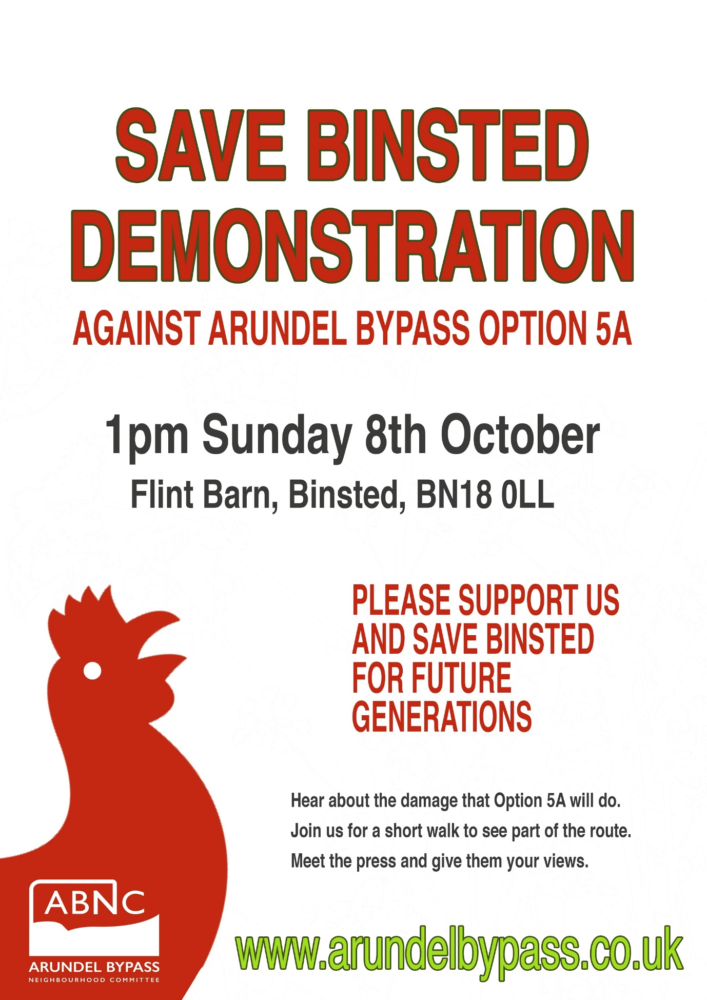 SAVE BINSTED
DEMONSTRATION
AGAINST ARUNDEL BYPASS OPTION 5A
1pm Sunday 8th October
Flint Barn, Binsted, BN18 0LL
PLEASE SUPPORT US
AND SAVE BINSTED
FOR FUTURE
GENERATIONS
Hear about the damage that Option 5A will do.
Join us for a short walk to see part of the route.
Meet the press and give them your views.
ABNC
ARUNDEL BYPASS
NEIGHBOURHOOD COMMITTEE
www.arundelbypass.co.uk